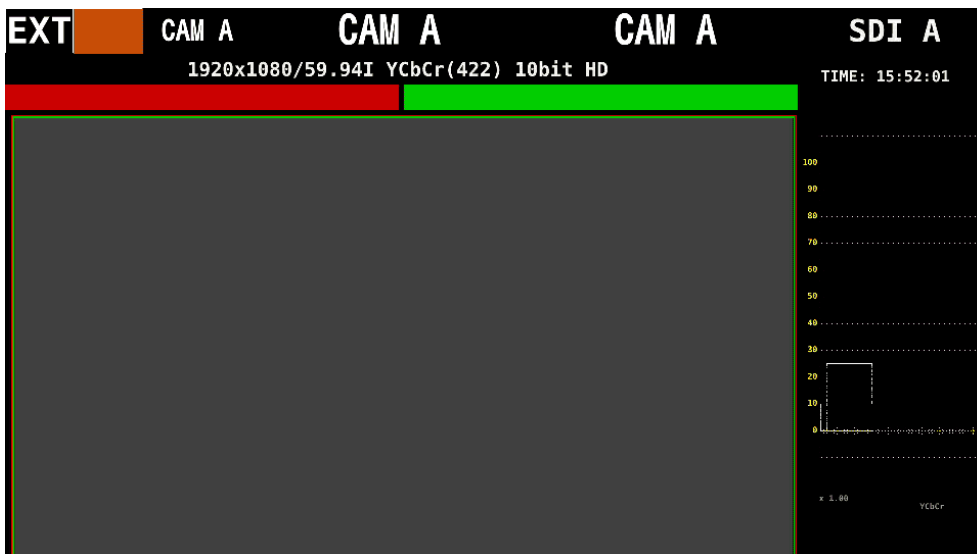 EXT CAM A CAM A CAM A SDI A
1920x1080/59.94I YCbCr(422) 10bit HD
TIME: 15:52:01
100
90
80
70
60
50
40
30
20
10
0
x 1.00
YCbCr